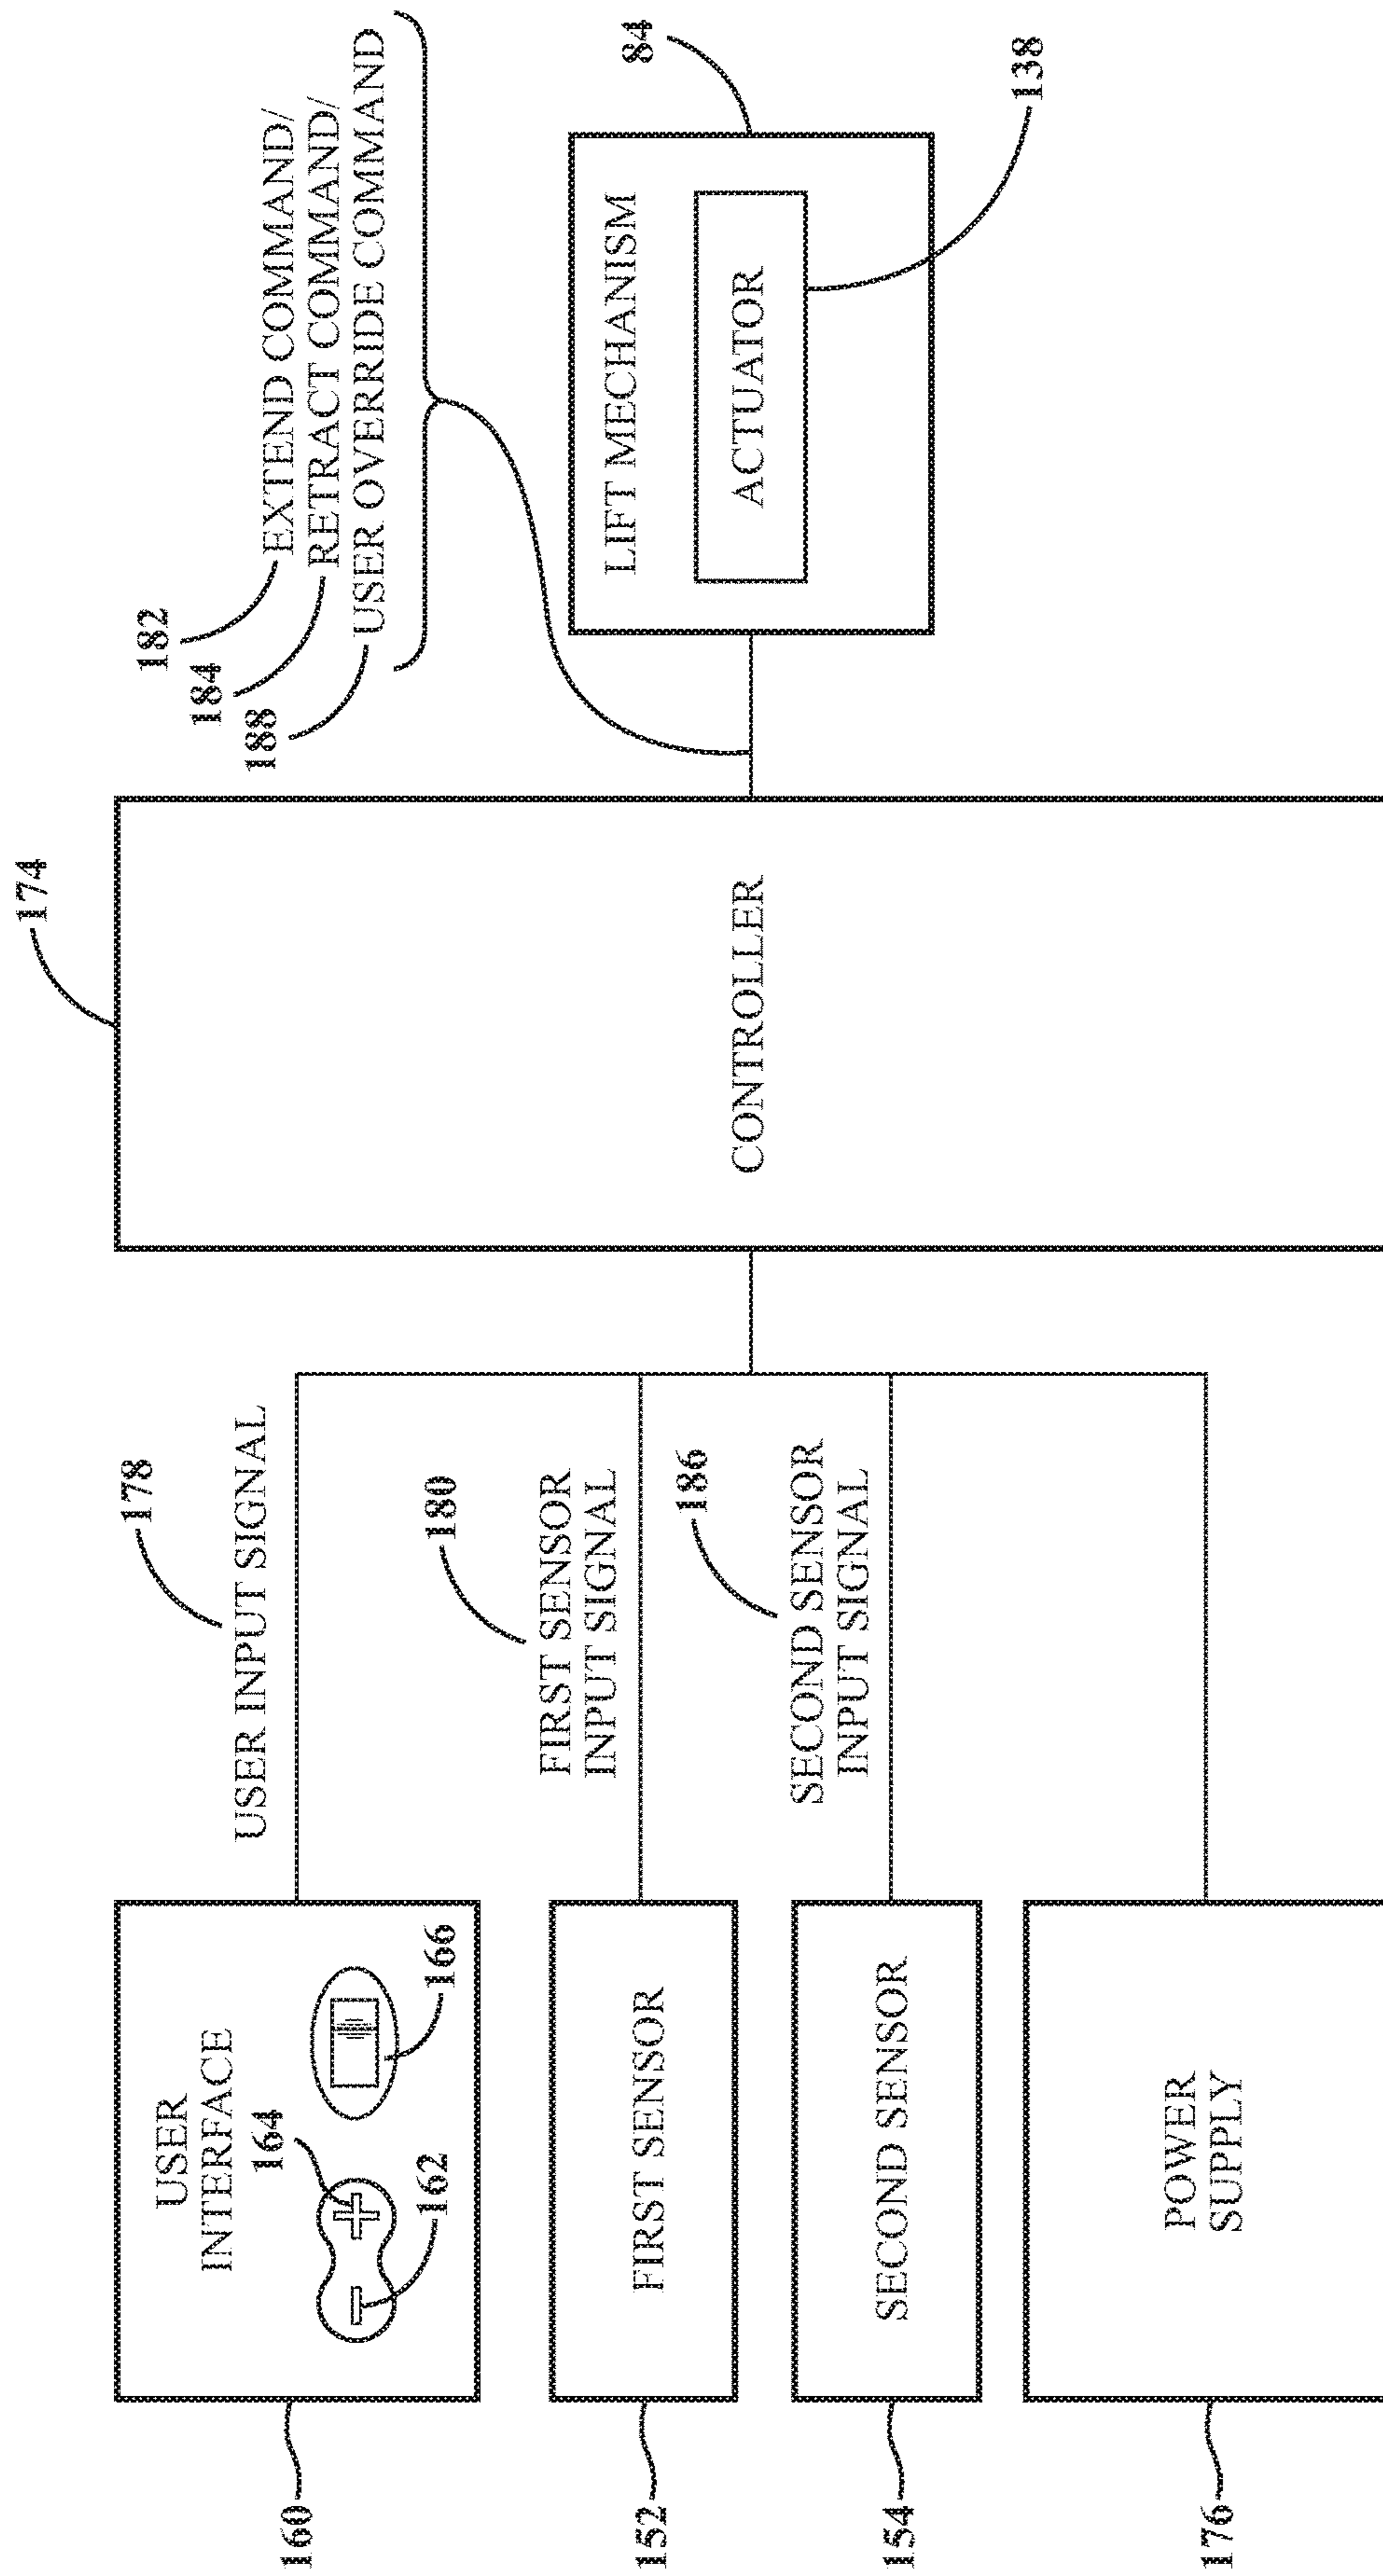 160
USER
INTERFACE
164
162
166
178
USER INPUT SIGNAL
152
FIRST SENSOR
180
FIRST SENSOR
INPUT SIGNAL
154
SECOND SENSOR
186
SECOND SENSOR
INPUT SIGNAL
176
POWER
SUPPLY
174
CONTROLLER
182
EXTEND COMMAND/
184
RETRACT COMMAND/
188
USER OVERRIDE COMMAND
84
LIFT MECHANISM
ACTUATOR
138